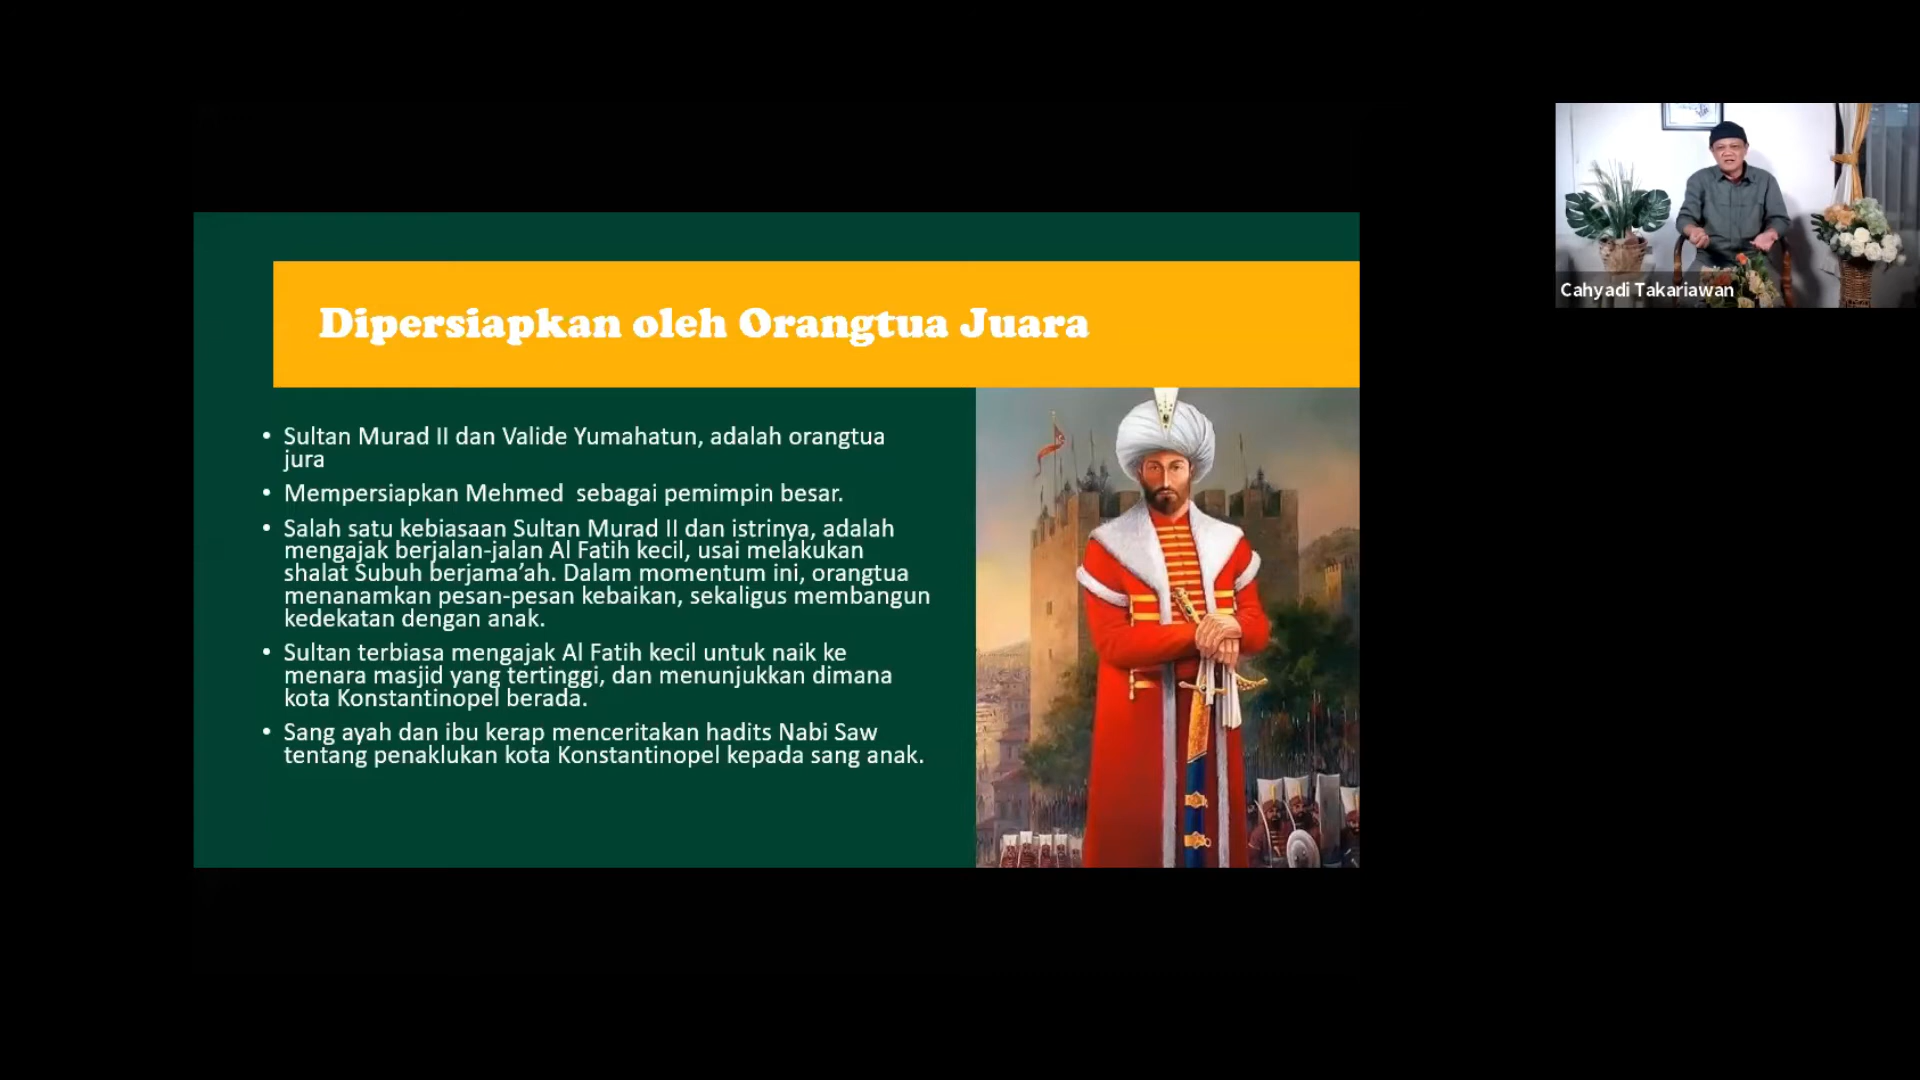 Dipersiapkan oleh Orangtua Juara
• Sultan Murad II dan Valide Yumahatun, adalah orangtua
jura
• Mempersiapkan Mehmed  sebagai pemimpin besar.
• Salah satu kebiasaan Sultan Murad II dan istrinya, adalah
mengajak berjalan-jalan Al Fatih kecil, usai melakukan
shalat Subuh berjama’ah. Dalam momentum ini, orangtua
menanamkan pesan-pesan kebaikan, sekaligus membangun
kedekatan dengan anak.
• Sultan terbiasa mengajak Al Fatih kecil untuk naik ke
menara masjid yang tertinggi, dan menunjukkan dimana
kota Konstantinopel berada.
• Sang ayah dan ibu kerap menceritakan hadits Nabi Saw
tentang penaklukan kota Konstantinopel kepada sang anak.
Cahyadi Takariawan